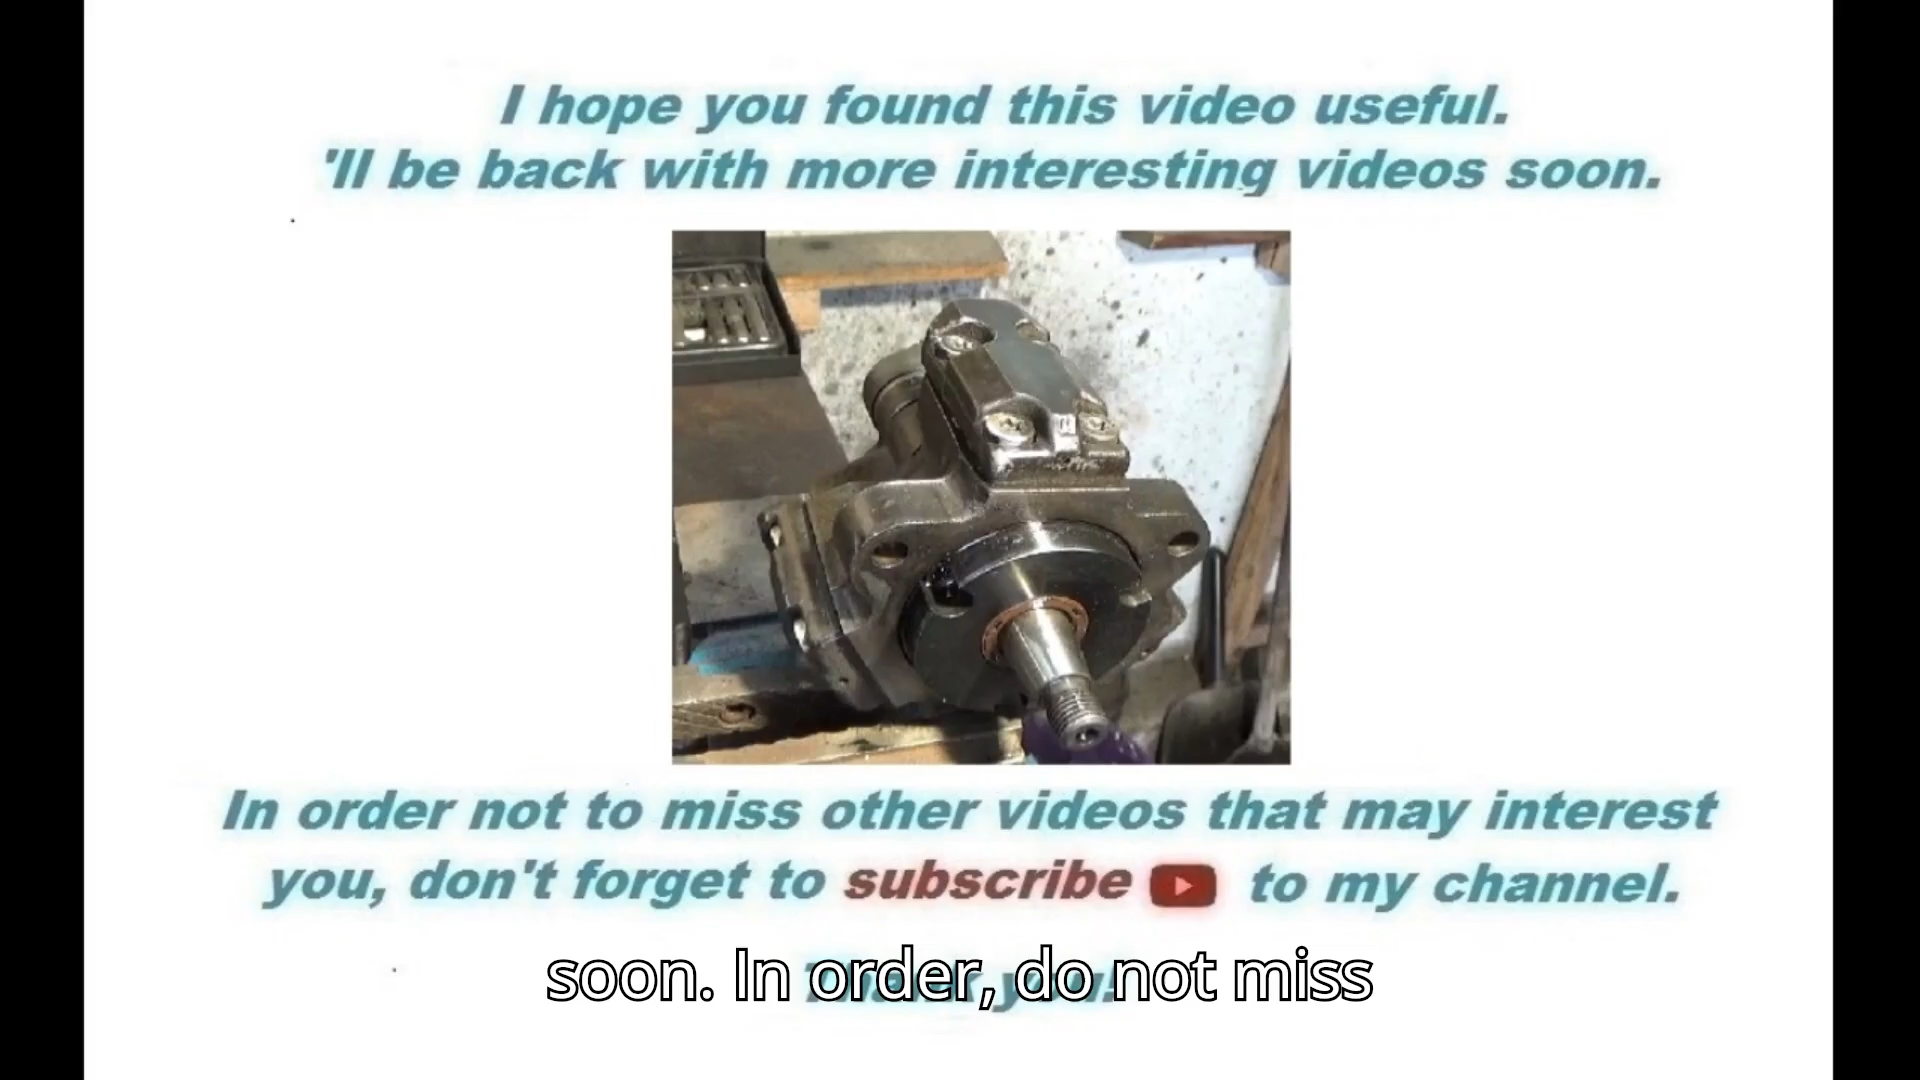 I hope you found this video useful.
'll be back with more interesting videos soon.
In order not to miss other videos that may interest
you, don't forget to subscribe to my channel.
Thank you!
soon. In order, do not miss